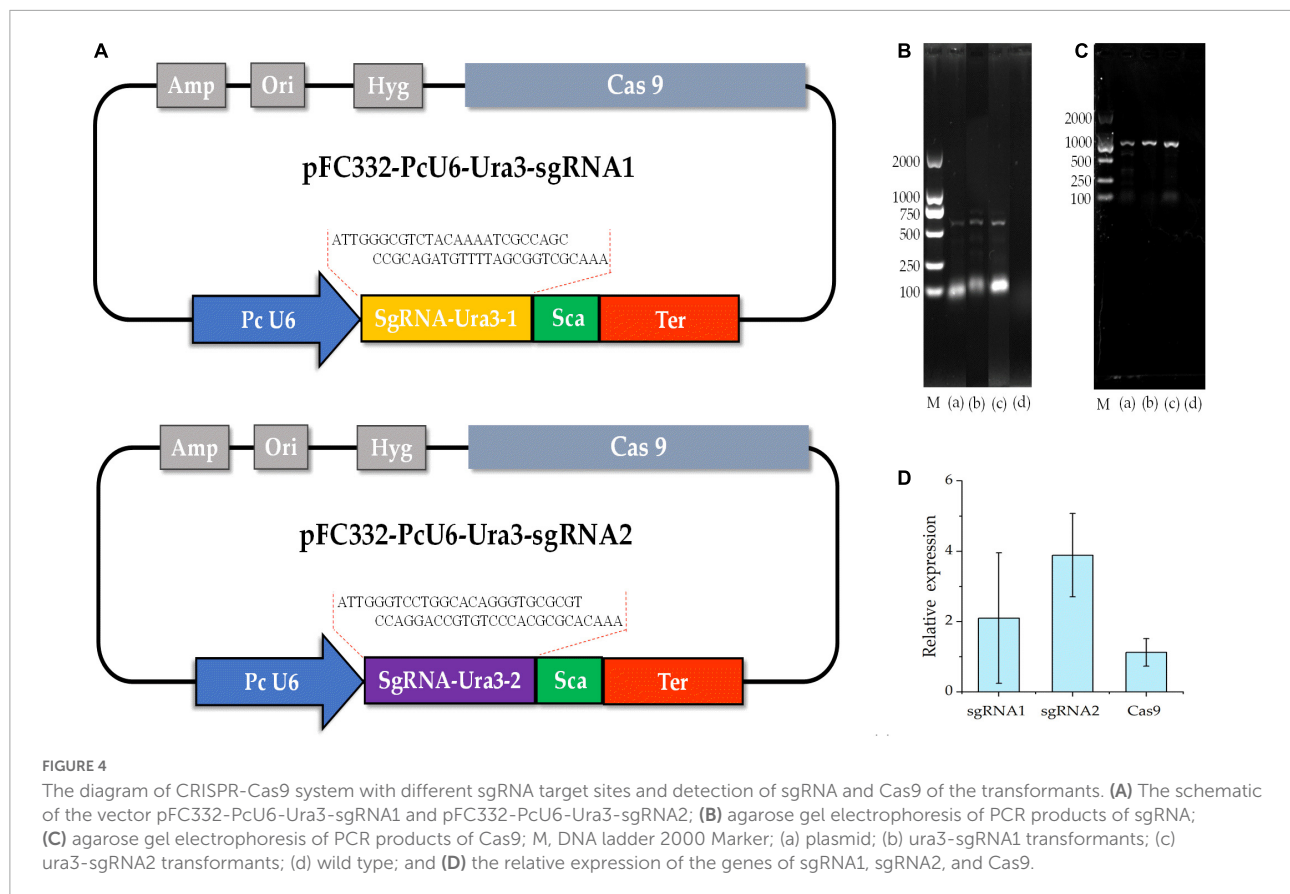 A
Amp
Ori
Hyg
Cas 9
pFC332-PcU6-Ura3-sgRNA1
ATTGGGCGTCTACAAAATCGCCAGC
CCGCAGATGTTTTAGCGGTCGCAAA
Pc U6
SgRNA-Ura3-1
Sca
Ter
Amp
Ori
Hyg
Cas 9
pFC332-PcU6-Ura3-sgRNA2
ATTGGGTCCTGGCACAGGGTGCGCGT
CCAGGACCGTGTCCCACGCGCACAAA
Pc U6
SgRNA-Ura3-2
Sca
Ter
B
2000
1000
750
500
250
100
M (a) (b) (c) (d)
C
2000
1000
500
250
100
M (a) (b) (c) (d)
D
Relative expression
6
4
2
0
sgRNA1 sgRNA2 Cas9
FIGURE 4
The diagram of CRISPR-Cas9 system with different sgRNA target sites and detection of sgRNA and Cas9 of the transformants. (A) The schematic
of the vector pFC332-PcU6-Ura3-sgRNA1 and pFC332-PcU6-Ura3-sgRNA2; (B) agarose gel electrophoresis of PCR products of sgRNA;
(C) agarose gel electrophoresis of PCR products of Cas9; M, DNA ladder 2000 Marker; (a) plasmid; (b) ura3-sgRNA1 transformants; (c)
ura3-sgRNA2 transformants; (d) wild type; and (D) the relative expression of the genes of sgRNA1, sgRNA2, and Cas9.